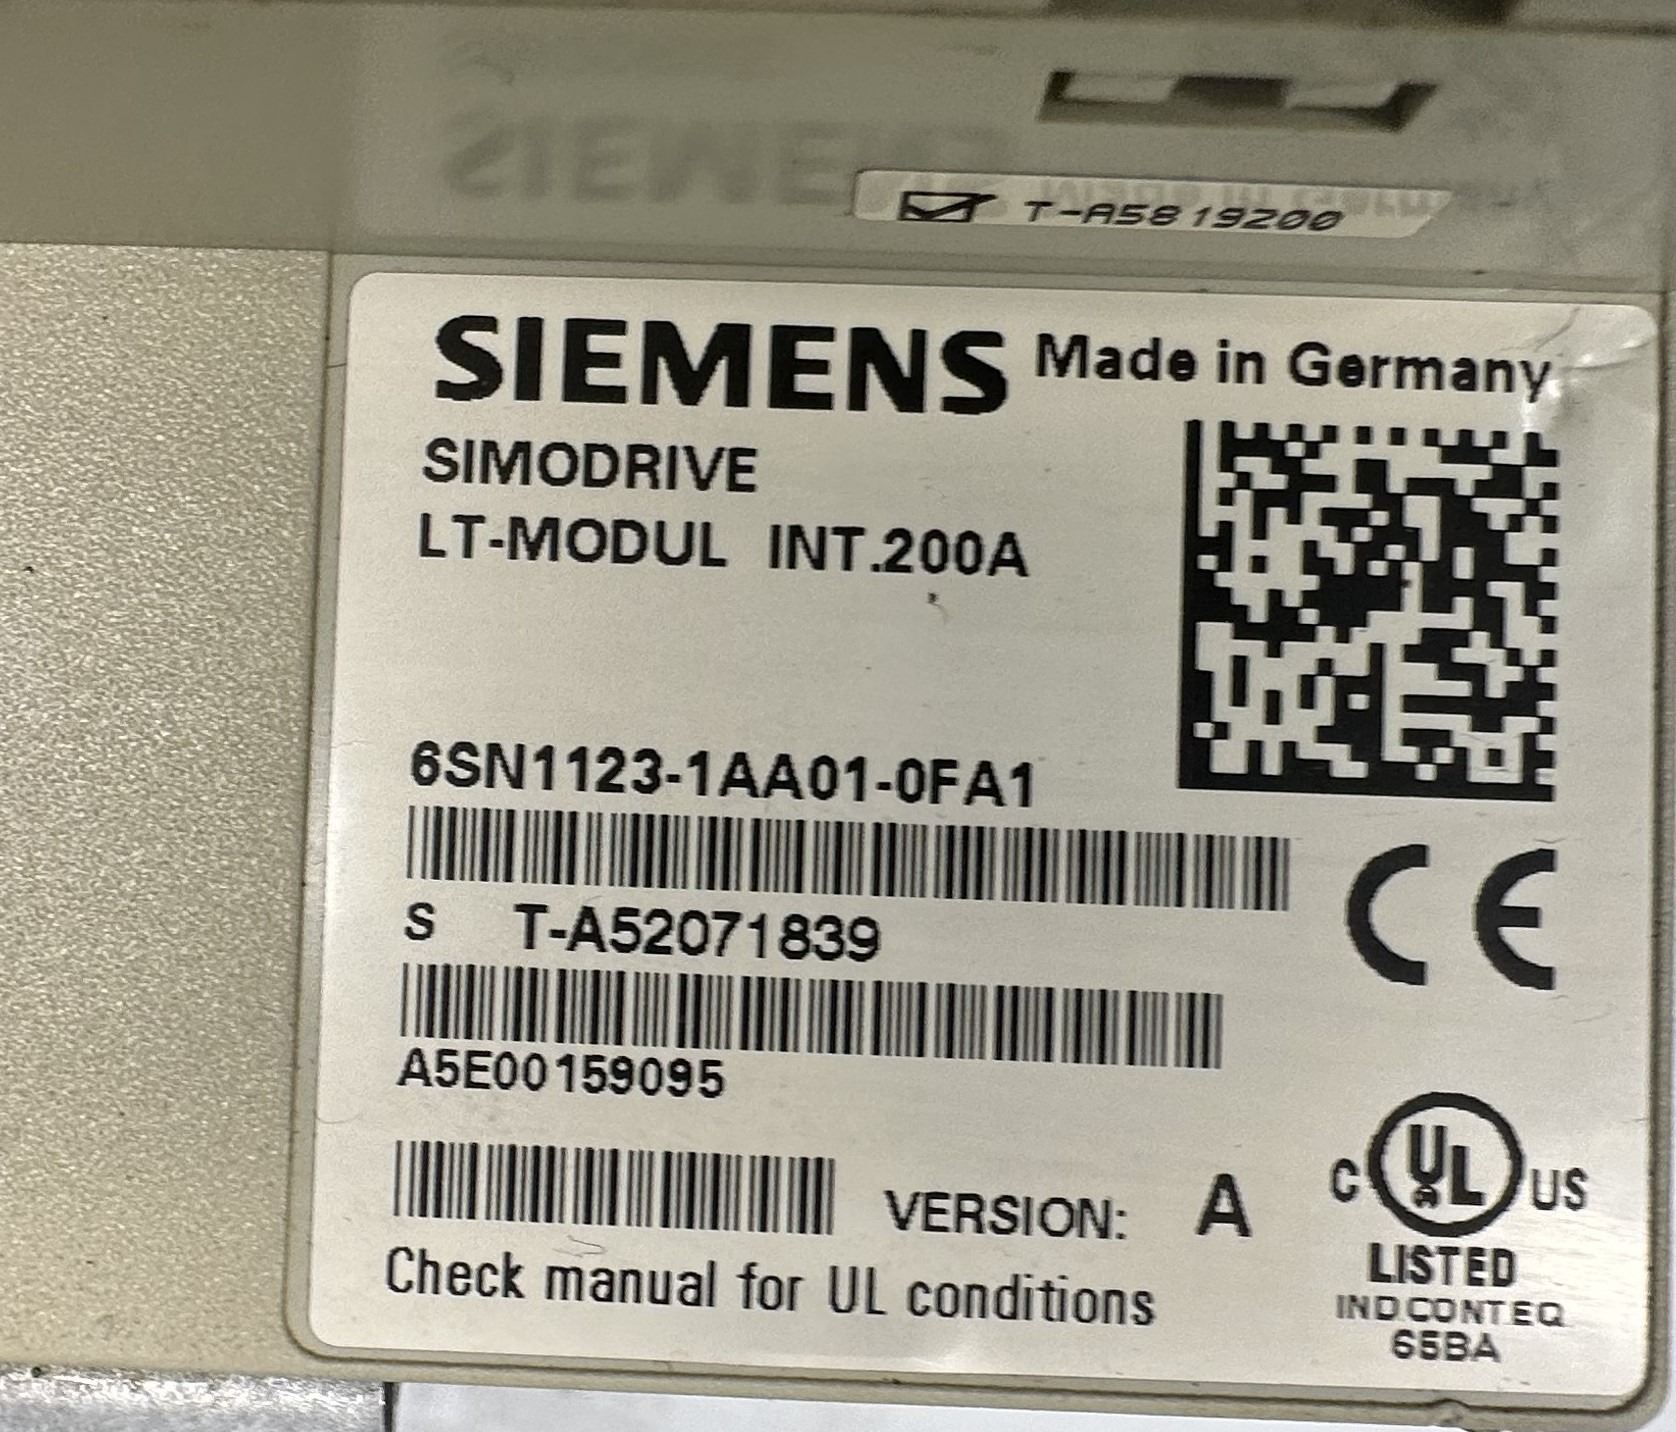 T-A5819200
SIEMENS Made in Germany
SIMODRIVE
LT-MODUL INT.200A
6SN1123-1AA01-0FA1
S T-A52071839
A5E00159095
VERSION: A
Check manual for UL conditions
C UL US
LISTED
IND.CONT.EQ.
65BA
CE